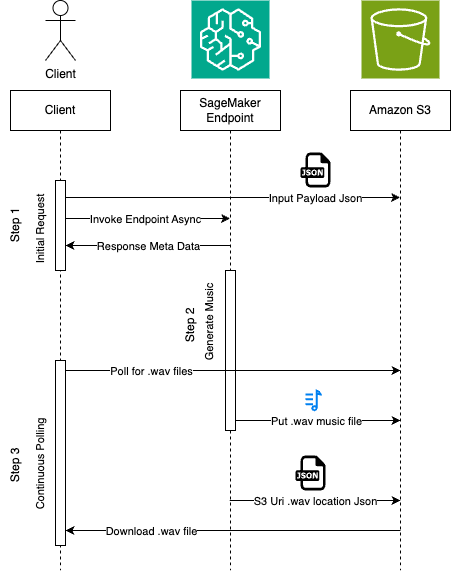 Client
Client
SageMaker
Endpoint
Amazon S3
JSON
Input Payload Json
Step 1
Initial Request
Invoke Endpoint Async
Response Meta Data
Step 2
Generate Music
Poll for .wav files
Put .wav music file
Step 3
Continuous Polling
JSON
S3 Uri .wav location Json
Download .wav file